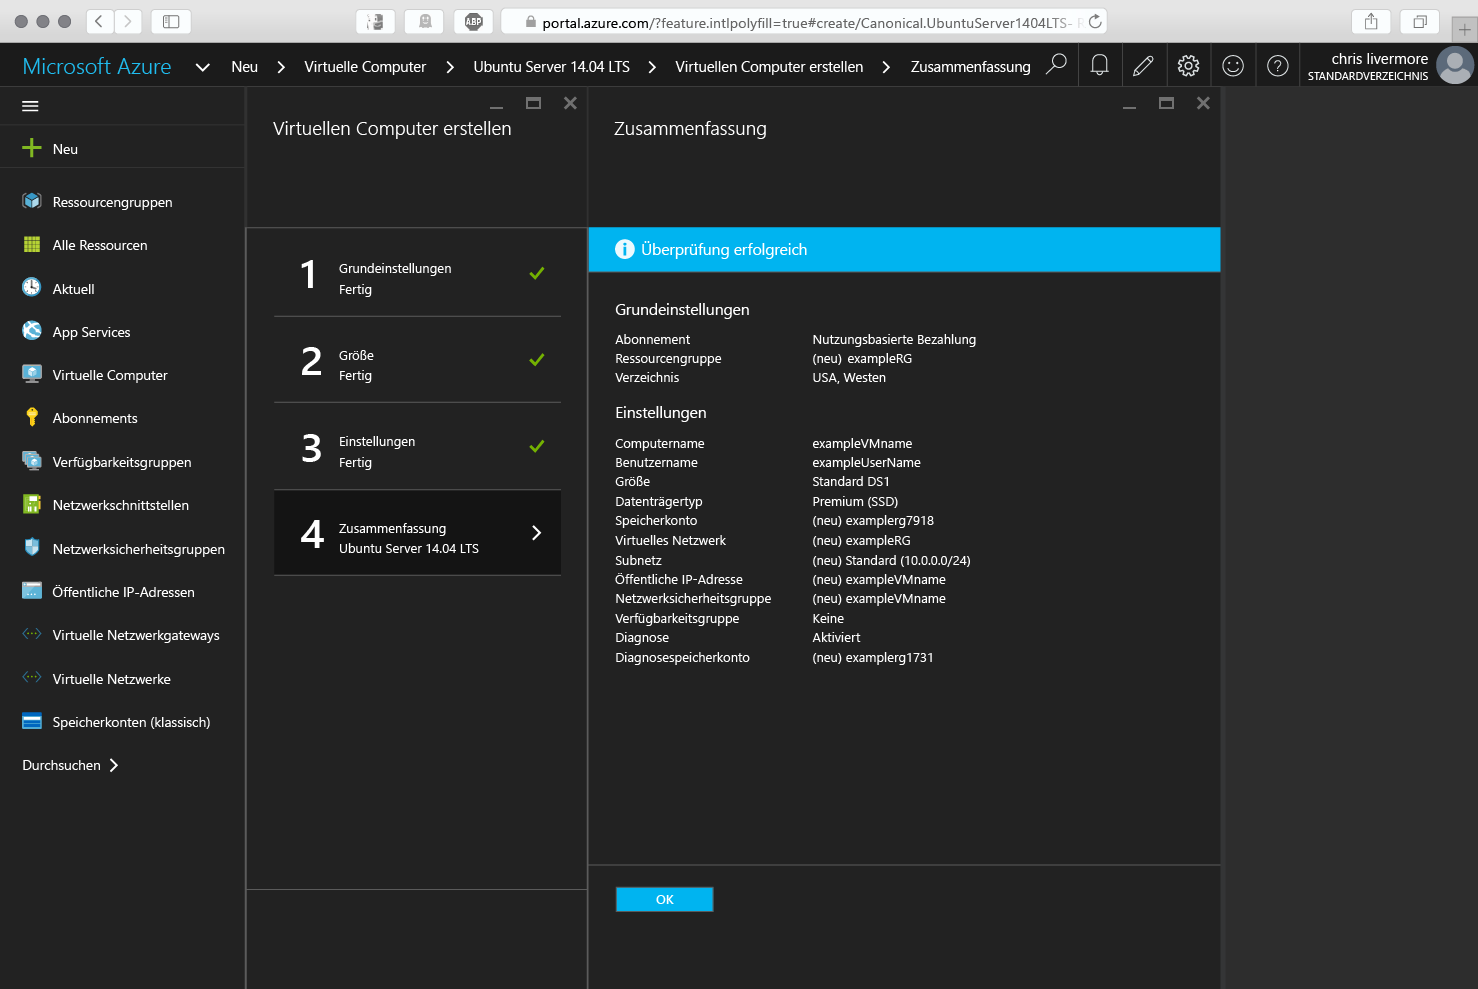 ABP
portal.azure.com/?feature.intlpolyfill=true#create/Canonical.UbuntuServer1404LTS-
Microsoft Azure
Neu
Virtuelle Computer
Ubuntu Server 14.04 LTS
Virtuellen Computer erstellen
Zusammenfassung
chris livermore
STANDARDVERZEICHNIS
Neu
Ressourcengruppen
Alle Ressourcen
Aktuell
App Services
Virtuelle Computer
Abonnements
Verfügbarkeitsgruppen
Netzwerkschnittstellen
Netzwerksicherheitsgruppen
Öffentliche IP-Adressen
Virtuelle Netzwerkgateways
Virtuelle Netzwerke
Speicherkonten (klassisch)
Durchsuchen
Virtuellen Computer erstellen
1
Grundeinstellungen
Fertig
2
Größe
Fertig
3
Einstellungen
Fertig
4
Zusammenfassung
Ubuntu Server 14.04 LTS
Zusammenfassung
Überprüfung erfolgreich
Grundeinstellungen
Abonnement Nutzungsbasierte Bezahlung
Ressourcengruppe (neu) exampleRG
Verzeichnis USA, Westen
Einstellungen
Computername exampleVMname
Benutzername exampleUserName
Größe Standard DS1
Datenträgertyp Premium (SSD)
Speicherkonto (neu) examplerg7918
Virtuelles Netzwerk (neu) exampleRG
Subnetz (neu) Standard (10.0.0.0/24)
Öffentliche IP-Adresse (neu) exampleVMname
Netzwerksicherheitsgruppe (neu) exampleVMname
Verfügbarkeitsgruppe Keine
Diagnose Aktiviert
Diagnosespeicherkonto (neu) examplerg1731
OK